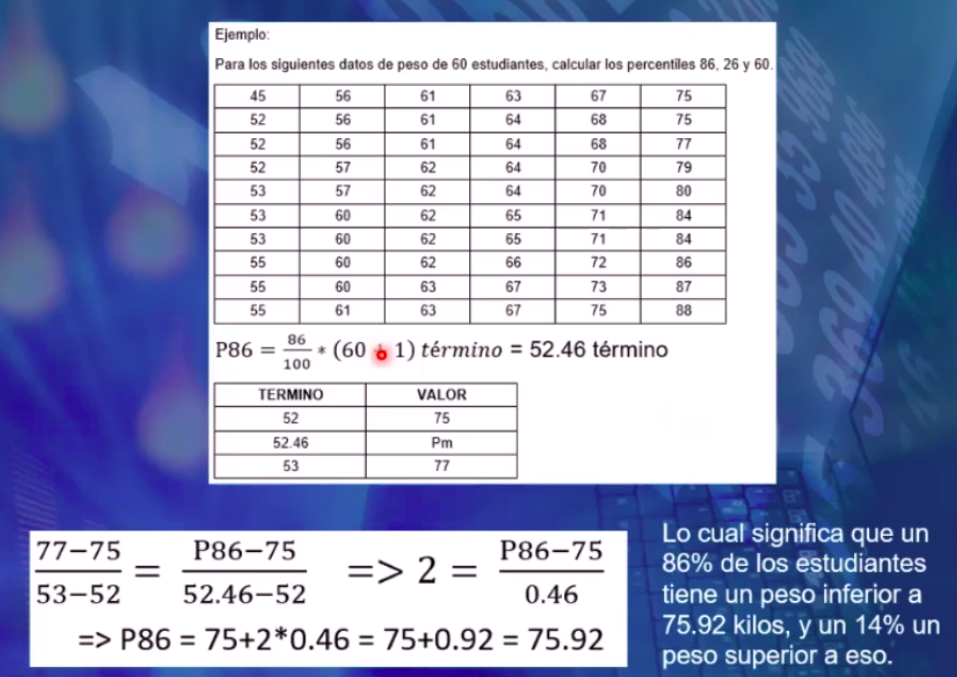 Ejemplo:
Para los siguientes datos de peso de 60 estudiantes, calcular los percentiles 86, 26 y 60.
45 56 61 63 67 75
52 56 61 64 68 75
52 56 61 64 68 77
52 57 62 64 70 79
53 57 62 64 70 80
53 60 62 65 71 84
53 60 62 65 71 84
55 60 62 66 72 86
55 60 63 67 73 87
55 61 63 67 75 88
P86 = 86/100 * (60 + 1) término = 52.46 término
TERMINO VALOR
52 75
52.46 Pm
53 77
77−75/53−52 = P86−75/52.46−52 => 2 = P86−75/0.46
=> P86 = 75+2*0.46 = 75+0.92 = 75.92
Lo cual significa que un
86% de los estudiantes
tiene un peso inferior a
75.92 kilos, y un 14% un
peso superior a eso.